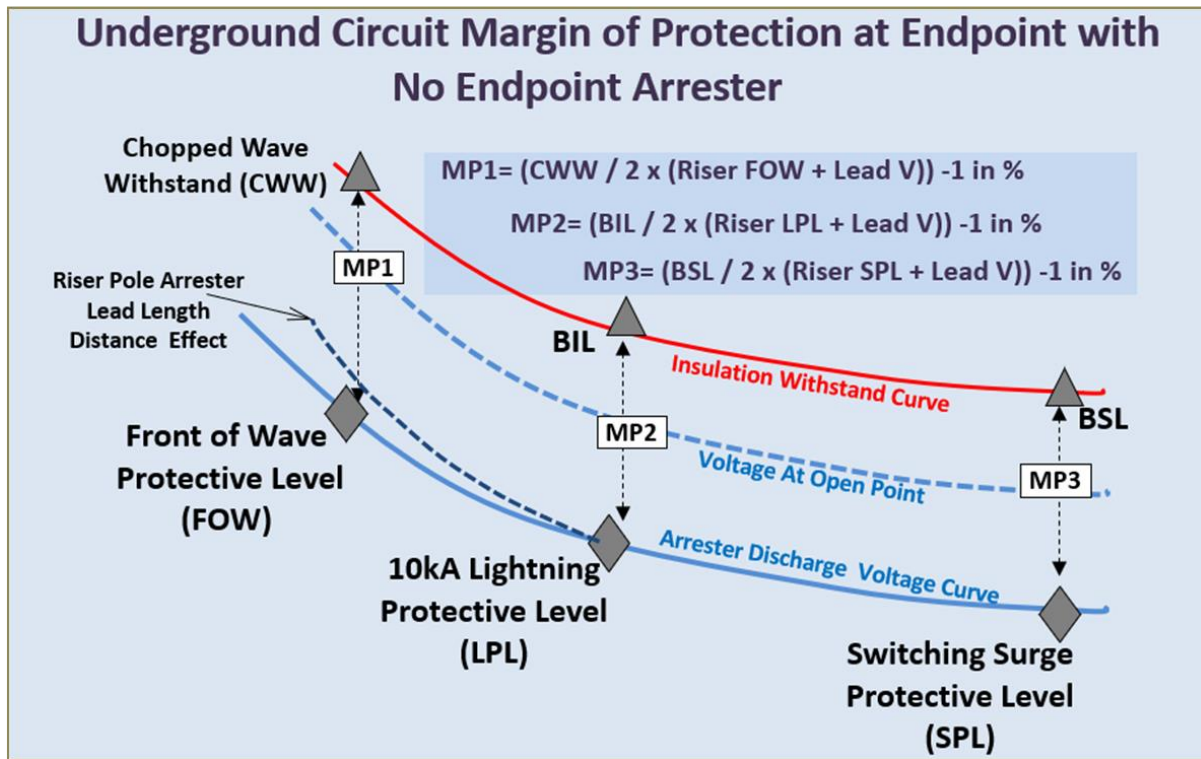 Underground Circuit Margin of Protection at Endpoint with
No Endpoint Arrester
Chopped Wave
Withstand (CWW)
MP1= (CWW / 2 x (Riser FOW + Lead V)) -1 in %
MP2= (BIL / 2 x (Riser LPL + Lead V)) -1 in %
MP3= (BSL / 2 x (Riser SPL + Lead V)) -1 in %
MP1
Riser Pole Arrester
Lead Length
Distance Effect
BIL
Insulation Withstand Curve
BSL
MP2
Voltage At Open Point
MP3
Front of Wave
Protective Level
(FOW)
Arrester Discharge Voltage Curve
10kA Lightning
Protective Level
(LPL)
Switching Surge
Protective Level
(SPL)